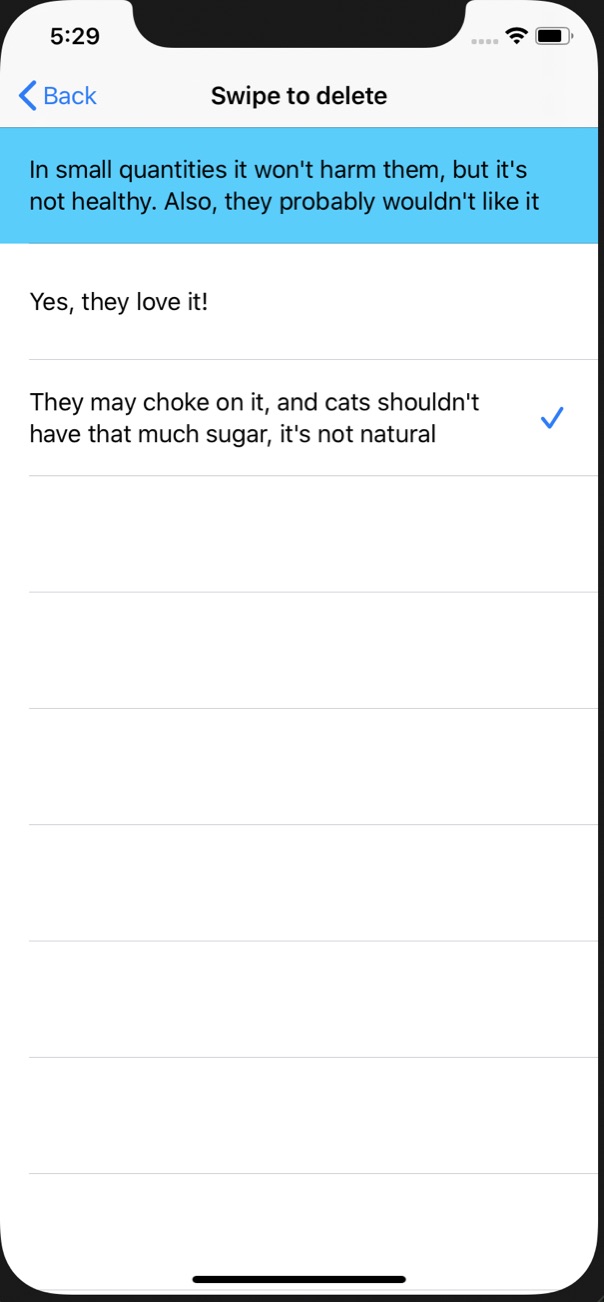 5:29
Back
Swipe to delete
In small quantities it won't harm them, but it's
not healthy. Also, they probably wouldn't like it
Yes, they love it!
They may choke on it, and cats shouldn't
have that much sugar, it's not natural